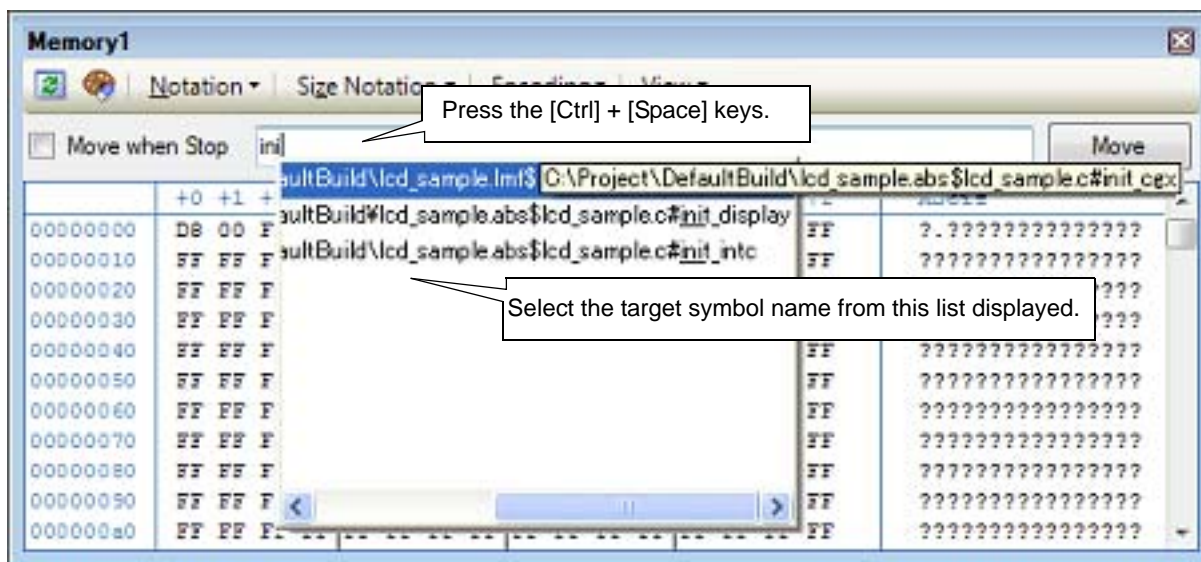 Memory1
Notation Size Notation Encoding View
Press the [Ctrl] + [Space] keys.
Move when Stop ini Move
aultBuild\lcd_sample.lmf$ C:\Project\DefaultBuild\lcd_sample.abs$lcd_sample.c#init_cgx
+0 +1 +
aultBuild¥lcd_sample.abs$lcd_sample.c#init_display
00000000 D8 00 F FF ?.??????????????
aultBuild\lcd_sample.abs$lcd_sample.c#init_intc
00000010 FF FF F FF ????????????????
00000020 FF FF F ???
Select the target symbol name from this list displayed.
00000030 FF FF F ???
00000040 FF FF F FF ????????????????
00000050 FF FF F FF ????????????????
00000060 FF FF F FF ????????????????
00000070 FF FF F FF ????????????????
00000080 FF FF F FF ????????????????
00000090 FF FF F FF ????????????????
000000a0 FF FF F FF ????????????????